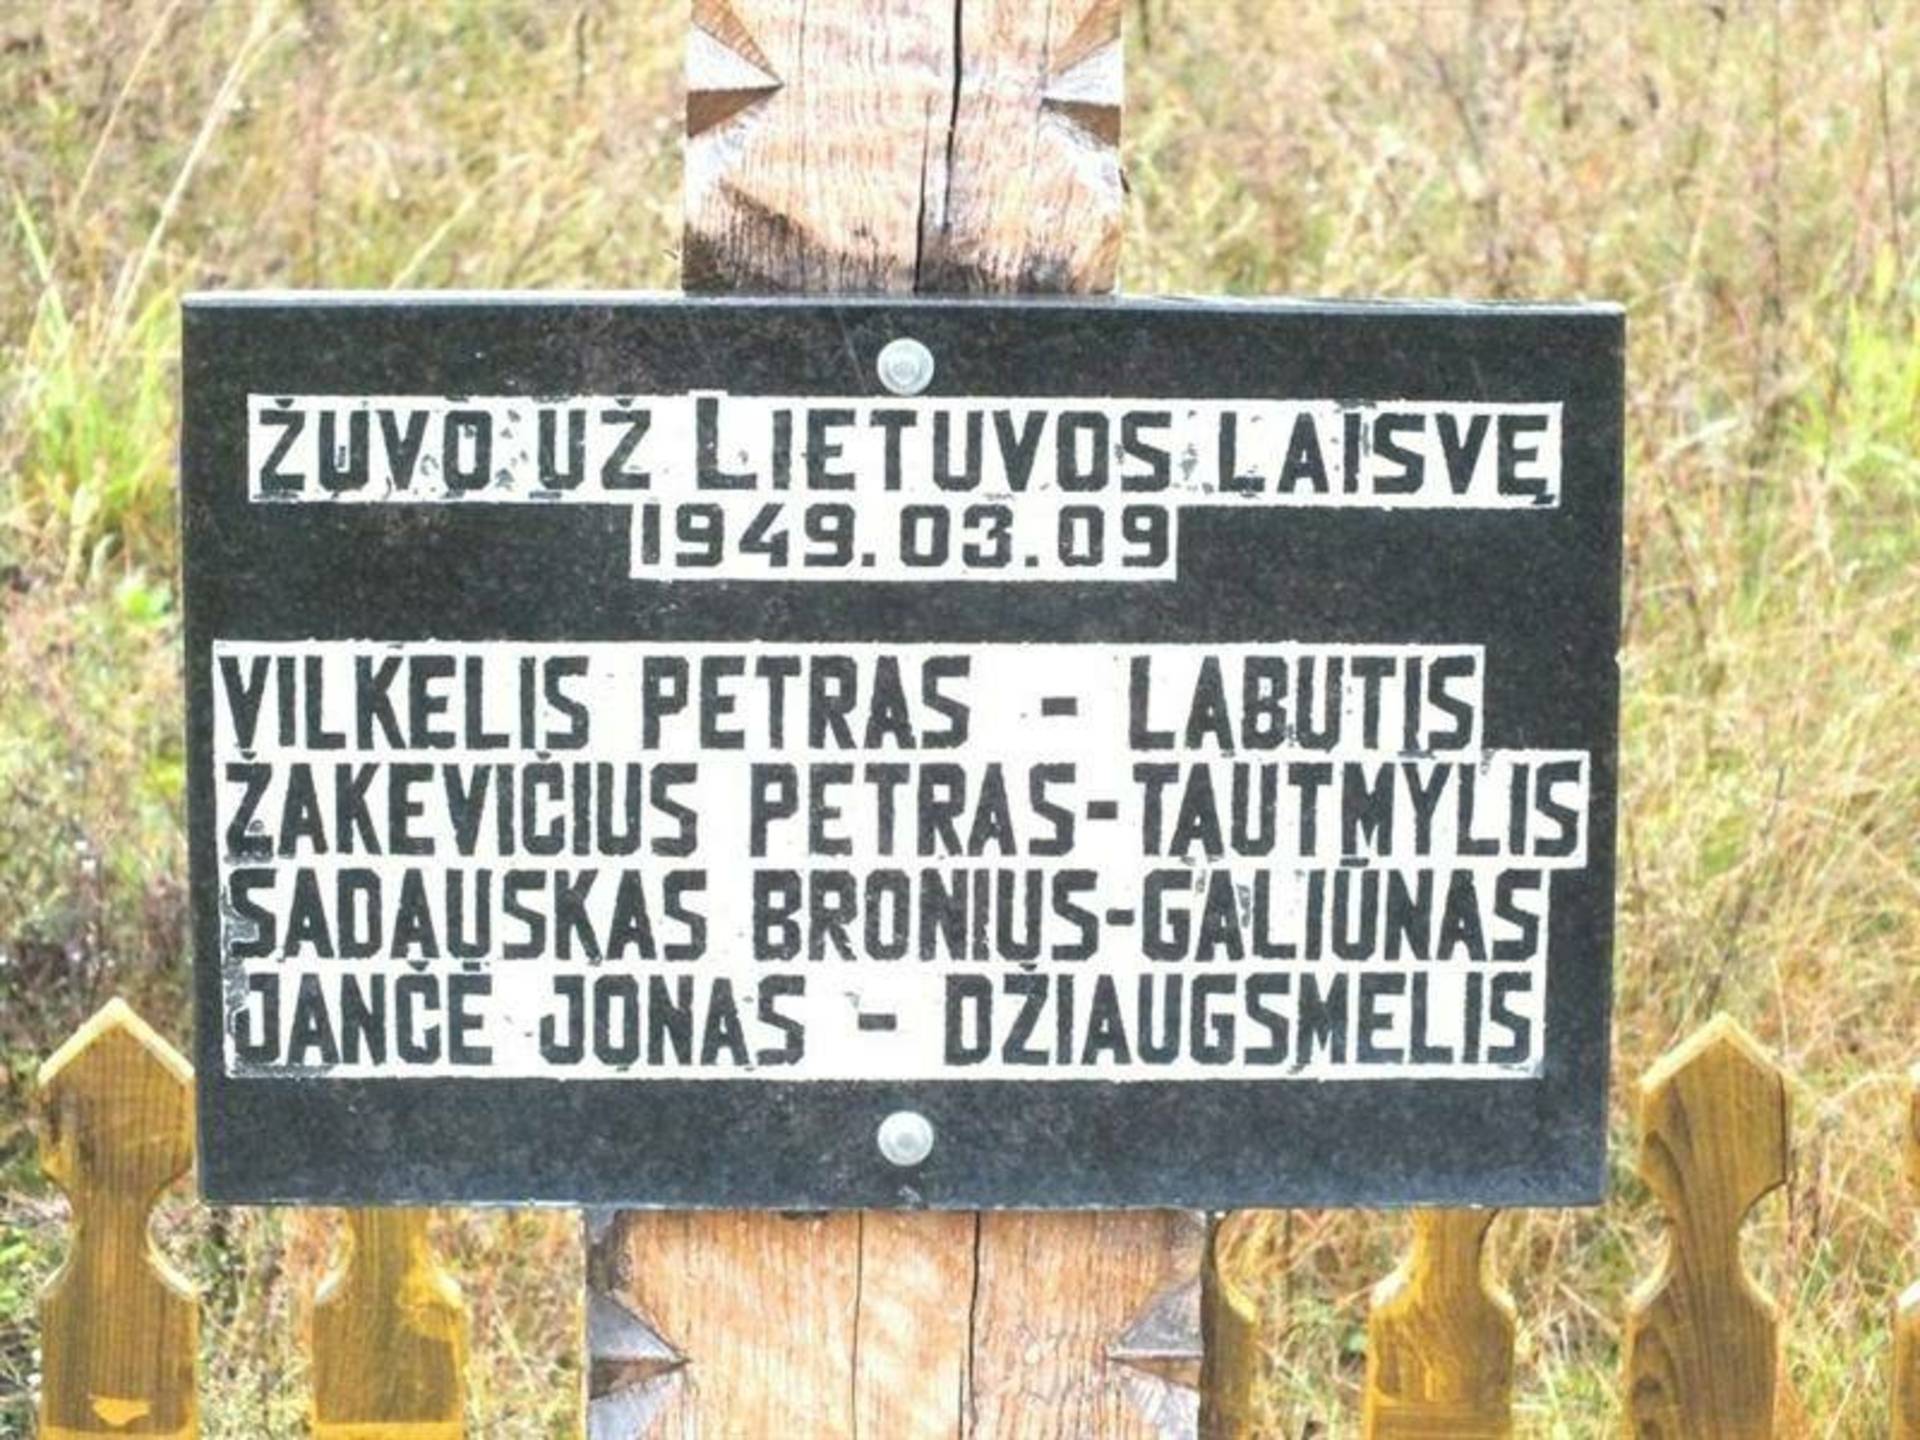 ŽUVO UŽ LIETUVOS LAISVĘ
1949.03.09
VILKELIS PETRAS - LABUTIS
ŽAKEVIČIUS PETRAS-TAUTMYLIS
SADAUSKAS BRONIUS-GALIŪNAS
JANČĖ JONAS - DŽIAUGSMELIS